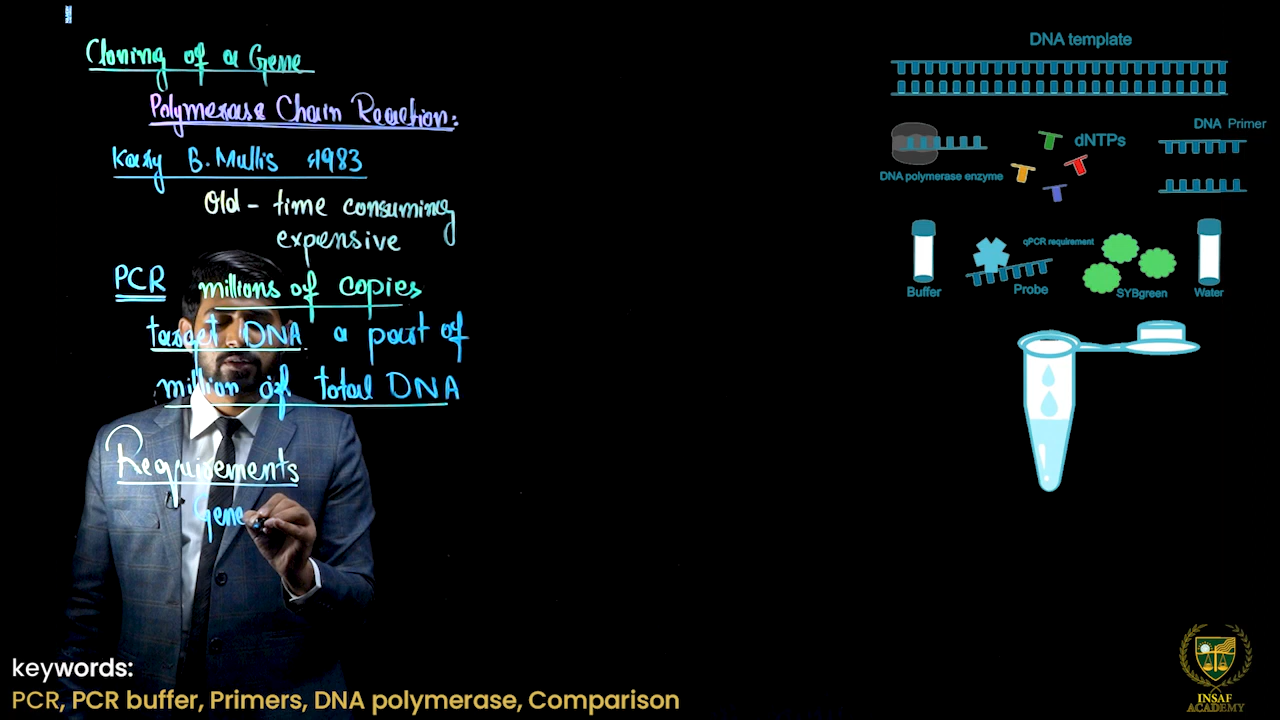 Cloning of a Gene
Polymerase Chain Reaction:
Kary B. Mullis 1983
Old - time consuming
expensive
PCR millions of copies
target DNA a part of
million of total DNA
Requirements
Gene
DNA template
DNA polymerase enzyme
dNTPs
DNA Primer
Buffer
qPCR requirement
Probe
SYBgreen
Water
keywords:
PCR, PCR buffer, Primers, DNA polymerase, Comparison
INSAF
ACADEMY